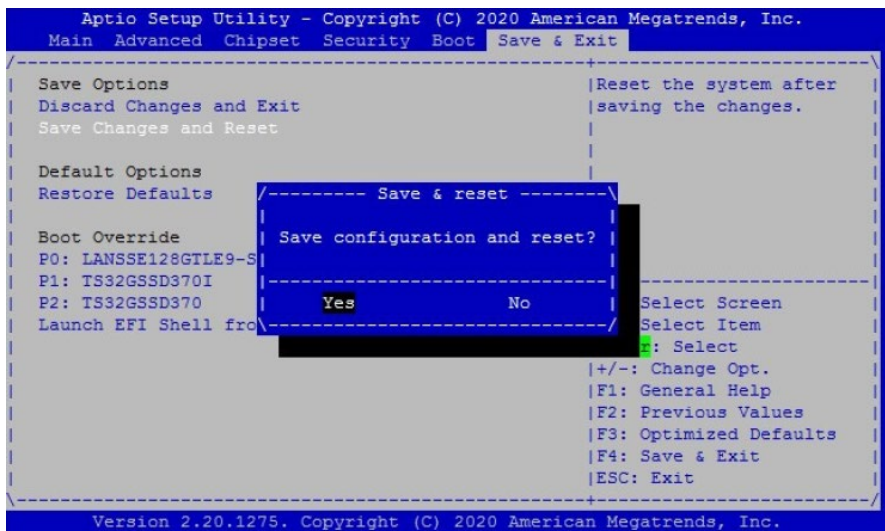 Aptio Setup Utility - Copyright (C) 2020 American Megatrends, Inc.
Main Advanced Chipset Security Boot Save & Exit
Save Options
Discard Changes and Exit
Save Changes and Reset
Default Options
Restore Defaults
Boot Override
P0: LANSSE128GTLE9-S
P1: TS32GSSD370I
P2: TS32GSSD370
Launch EFI Shell fro
Save & reset
Save configuration and reset?
Yes No
Reset the system after
saving the changes.
Select Screen
Select Item
r: Select
+/-: Change Opt.
F1: General Help
F2: Previous Values
F3: Optimized Defaults
F4: Save & Exit
ESC: Exit
Version 2.20.1275. Copyright (C) 2020 American Megatrends, Inc.